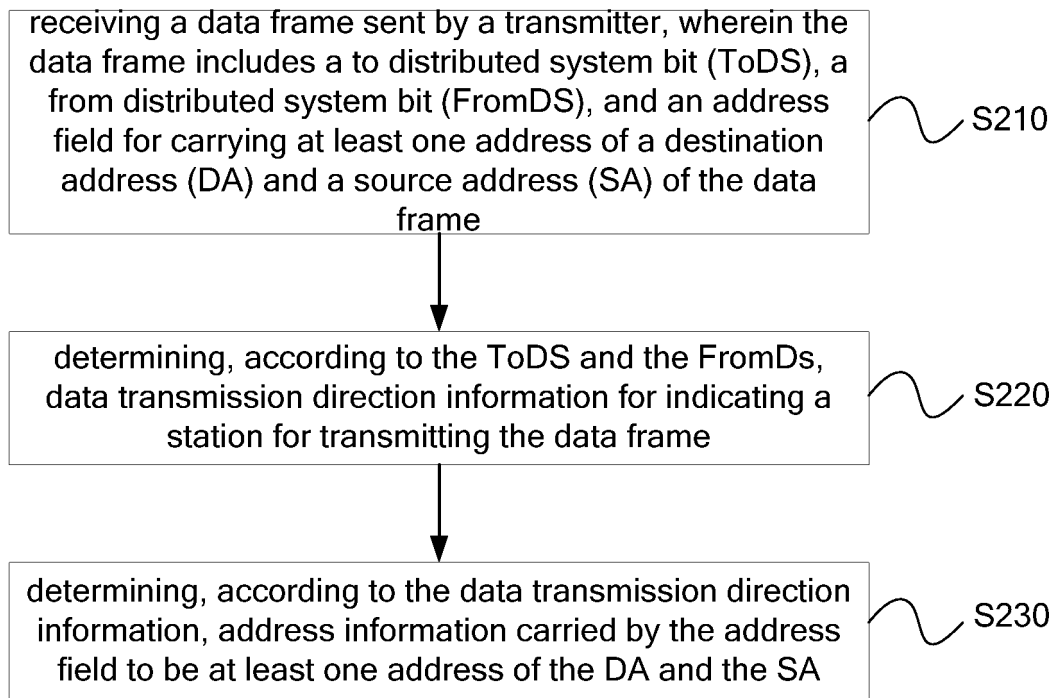 receiving a data frame sent by a transmitter, wherein the
data frame includes a to distributed system bit (ToDS), a
from distributed system bit (FromDS), and an address
field for carrying at least one address of a destination
address (DA) and a source address (SA) of the data
frame
S210
determining, according to the ToDS and the FromDs,
data transmission direction information for indicating a
station for transmitting the data frame
S220
determining, according to the data transmission direction
information, address information carried by the address
field to be at least one address of the DA and the SA
S230